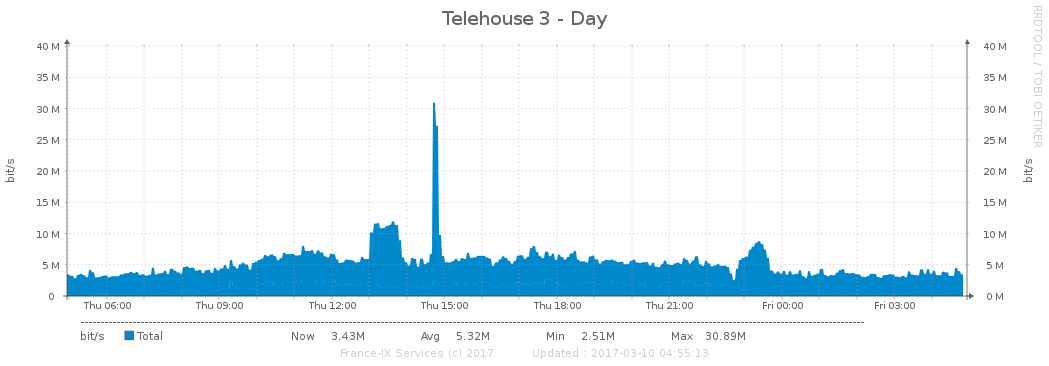 Telehouse 3 - Day
RRDTOOL / TOBI OETIKER
bit/s
40 M 40 M
35 M 35 M
30 M 30 M
25 M 25 M
20 M 20 M
15 M 15 M
10 M 10 M
5 M 5 M
0 0 M
bit/s
Thu 06:00 Thu 09:00 Thu 12:00 Thu 15:00 Thu 18:00 Thu 21:00 Fri 00:00 Fri 03:00
bit/s Total Now 3.43M Avg 5.32M Min 2.51M Max 30.89M
France-IX Services (c) 2017 Updated : 2017-03-10 04:55:13